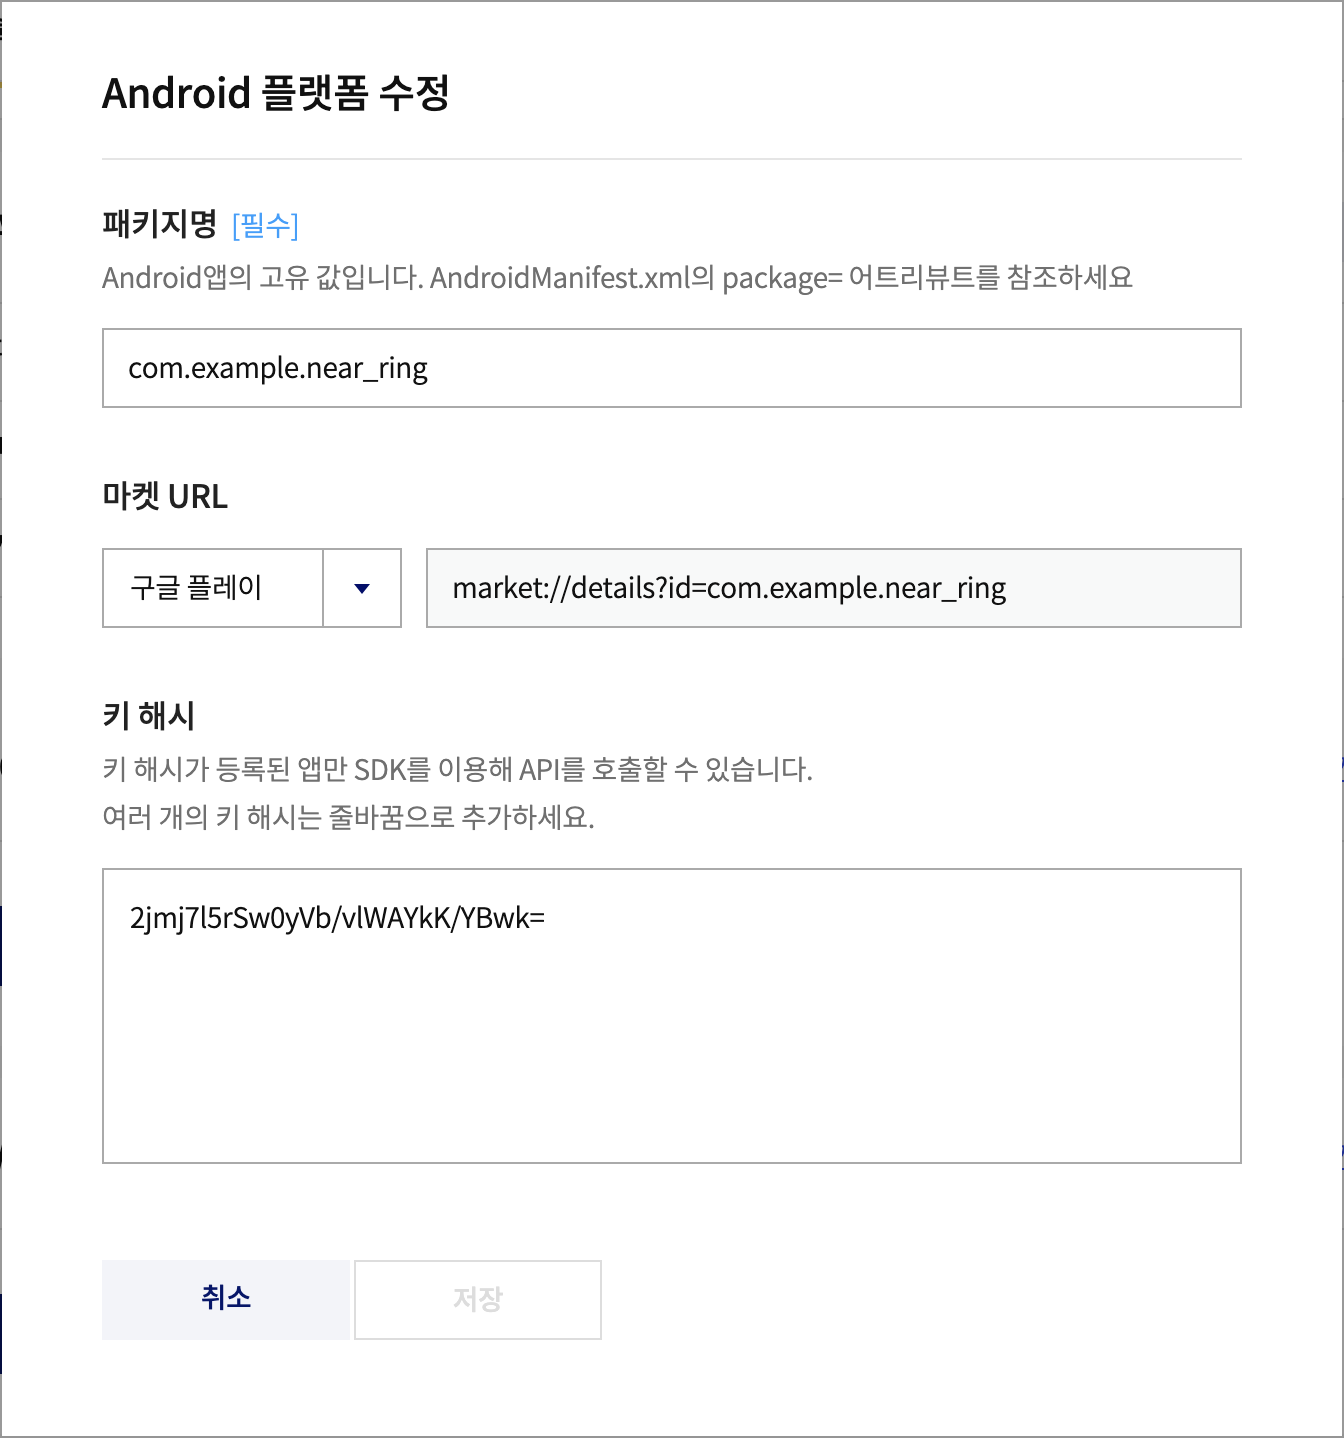 Android 플랫폼 수정
패키지명 [필수]
Android앱의 고유 값입니다. AndroidManifest.xml의 package= 어트리뷰트를 참조하세요
com.example.near_ring
마켓 URL
구글 플레이
market://details?id=com.example.near_ring
키 해시
키 해시가 등록된 앱만 SDK를 이용해 API를 호출할 수 있습니다.
여러 개의 키 해시는 줄바꿈으로 추가하세요.
2jmj7l5rSw0yVb/vlWAYkK/YBwk=
취소
저장